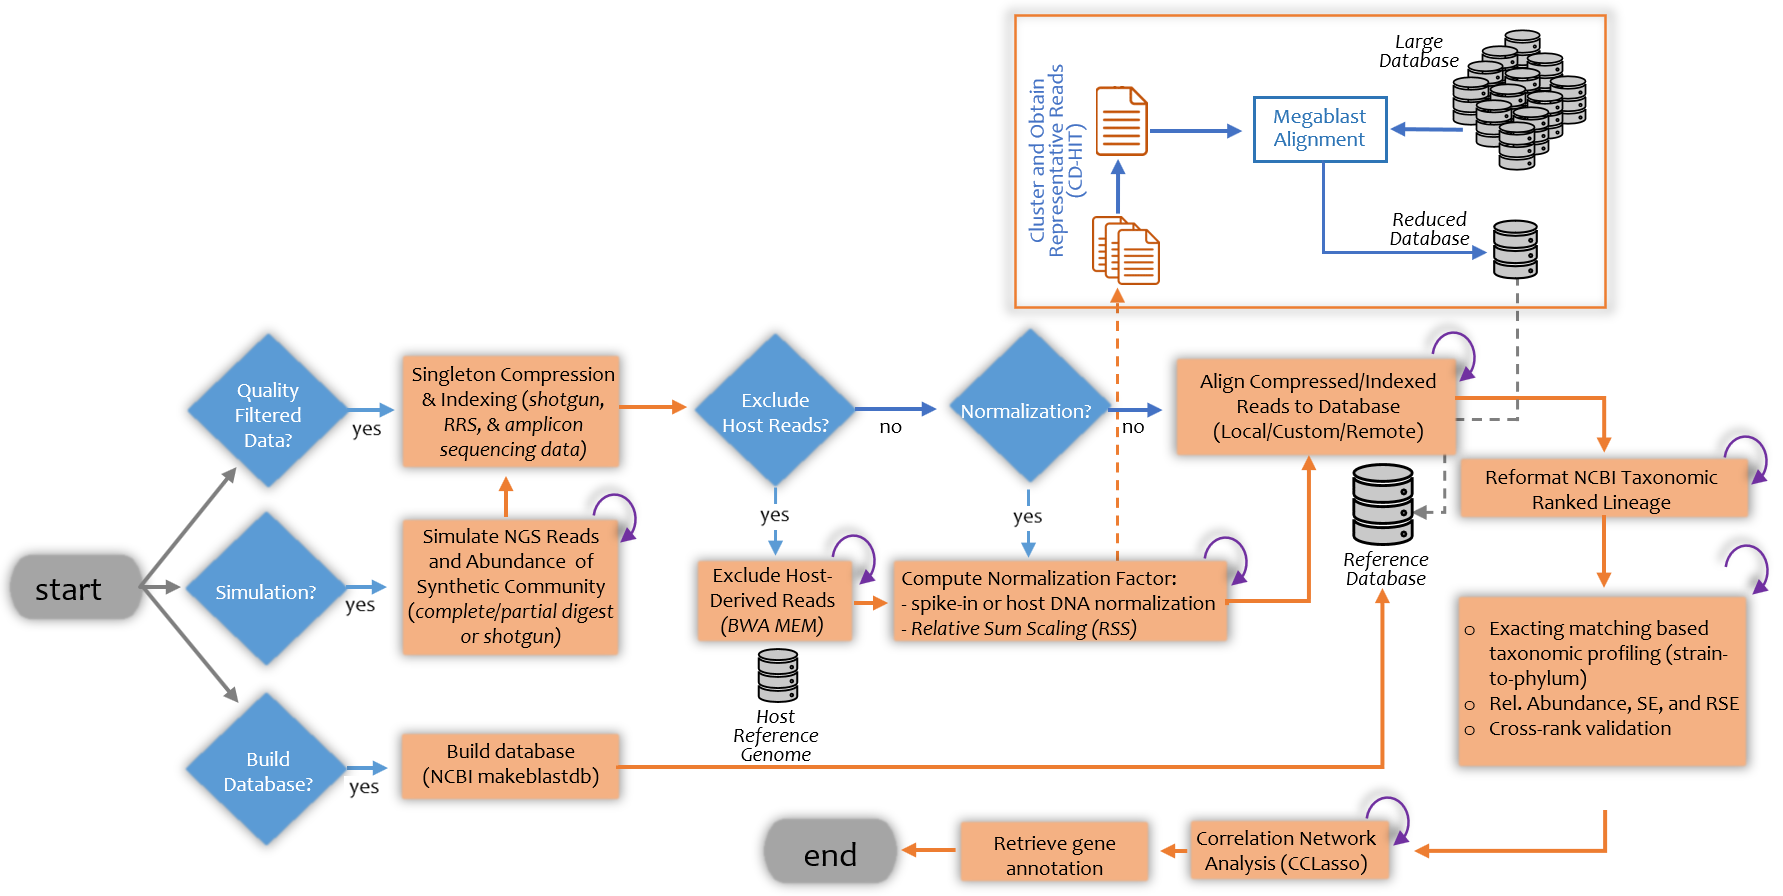 Large
Database
Cluster and Obtain
Representative Reads
(CD-HIT)
Megablast
Alignment
Reduced
Database
Quality
Filtered
Data?
yes
Singleton Compression
& Indexing (shotgun,
RRS, & amplicon
sequencing data)
Exclude
Host Reads?
no
yes
Normalization?
no
yes
Align Compressed/Indexed
Reads to Database
(Local/Custom/Remote)
Reference
Database
Reformat NCBI Taxonomic
Ranked Lineage
start
Simulation?
yes
Simulate NGS Reads
and Abundance of
Synthetic Community
(complete/partial digest
or shotgun)
Exclude Host-
Derived Reads
(BWA MEM)
Host
Reference
Genome
Compute Normalization Factor:
- spike-in or host DNA normalization
- Relative Sum Scaling (RSS)
o Exacting matching based
taxonomic profiling (strain-
to-phylum)
o Rel. Abundance, SE, and RSE
o Cross-rank validation
Build
Database?
yes
Build database
(NCBI makeblastdb)
Correlation Network
Analysis (CCLasso)
Retrieve gene
annotation
end